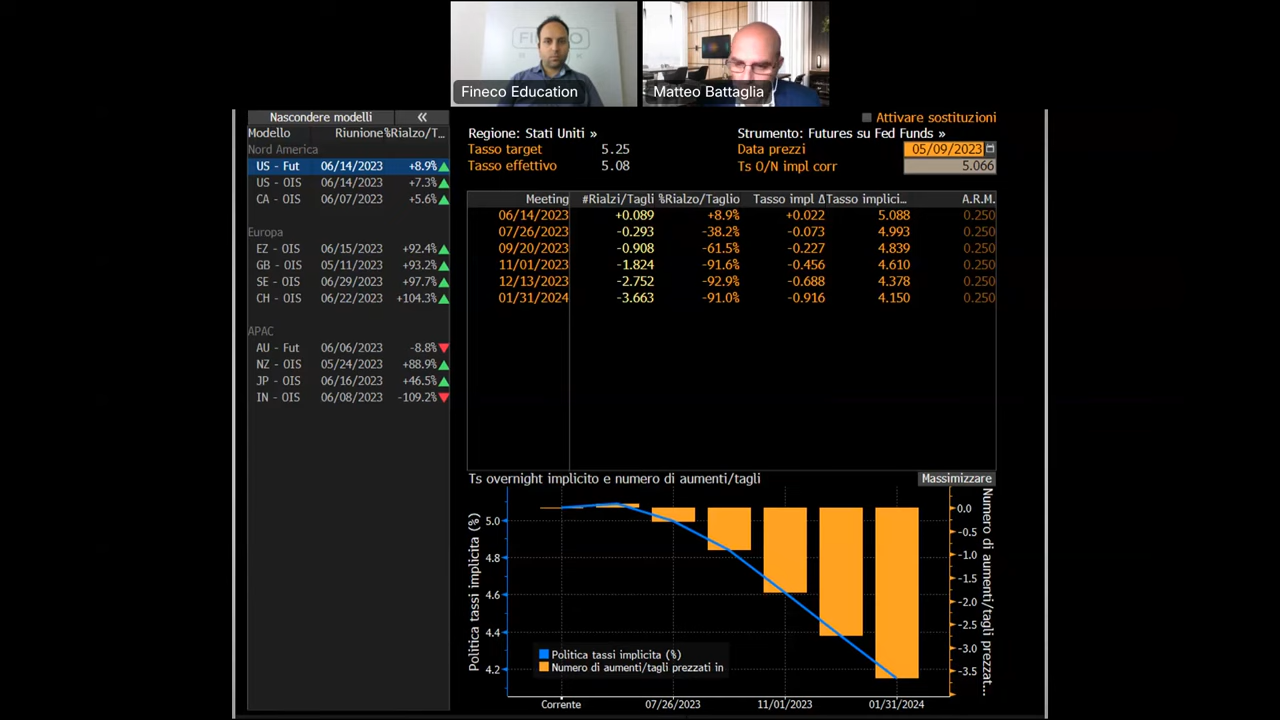 FINECO
Fineco Education
Matteo Battaglia
Nascondere modelli «
Modello Riunione %Rialzo/T...
Nord America
US - Fut 06/14/2023 +8.9%
US - OIS 06/14/2023 +7.3%
CA - OIS 06/07/2023 +5.6%
Europa
EZ - OIS 06/15/2023 +92.4%
GB - OIS 05/11/2023 +93.2%
SE - OIS 06/29/2023 +97.7%
CH - OIS 06/22/2023 +104.3%
APAC
AU - Fut 06/06/2023 -8.8%
NZ - OIS 05/24/2023 +88.9%
JP - OIS 06/16/2023 +46.5%
IN - OIS 06/08/2023 -109.2%
Attivare sostituzioni
Regione: Stati Uniti » Strumento: Futures su Fed Funds »
Tasso target 5.25 Data prezzi 05/09/2023
Tasso effettivo 5.08 Ts O/N impl corr 5.066
Meeting #Rialzi/Tagli %Rialzo/Taglio Tasso impl Δ Tasso implici... A.R.M.
06/14/2023 +0.089 +8.9% +0.022 5.088 0.250
07/26/2023 -0.293 -38.2% -0.073 4.993 0.250
09/20/2023 -0.908 -61.5% -0.227 4.839 0.250
11/01/2023 -1.824 -91.6% -0.456 4.610 0.250
12/13/2023 -2.752 -92.9% -0.688 4.378 0.250
01/31/2024 -3.663 -91.0% -0.916 4.150 0.250
Ts overnight implicito e numero di aumenti/tagli Massimizzare
Politica tassi implicita (%)
5.0
4.8
4.6
4.4
4.2
Politica tassi implicita (%)
Numero di aumenti/tagli prezzati in
0.0
-0.5
-1.0
-1.5
-2.0
-2.5
-3.0
-3.5
Numero di aumenti/tagli prezzat...
Corrente 07/26/2023 11/01/2023 01/31/2024